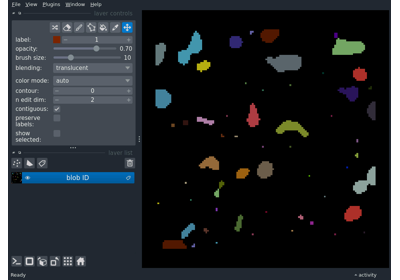 File View Plugins Window Help
layer controls
label: 1
opacity: 0.70
brush size: 10
blending: translucent
color mode: auto
contour: 0
n edit dim: 2
contiguous:
preserve
labels:
show
selected:
layer list
blob ID
Ready activity